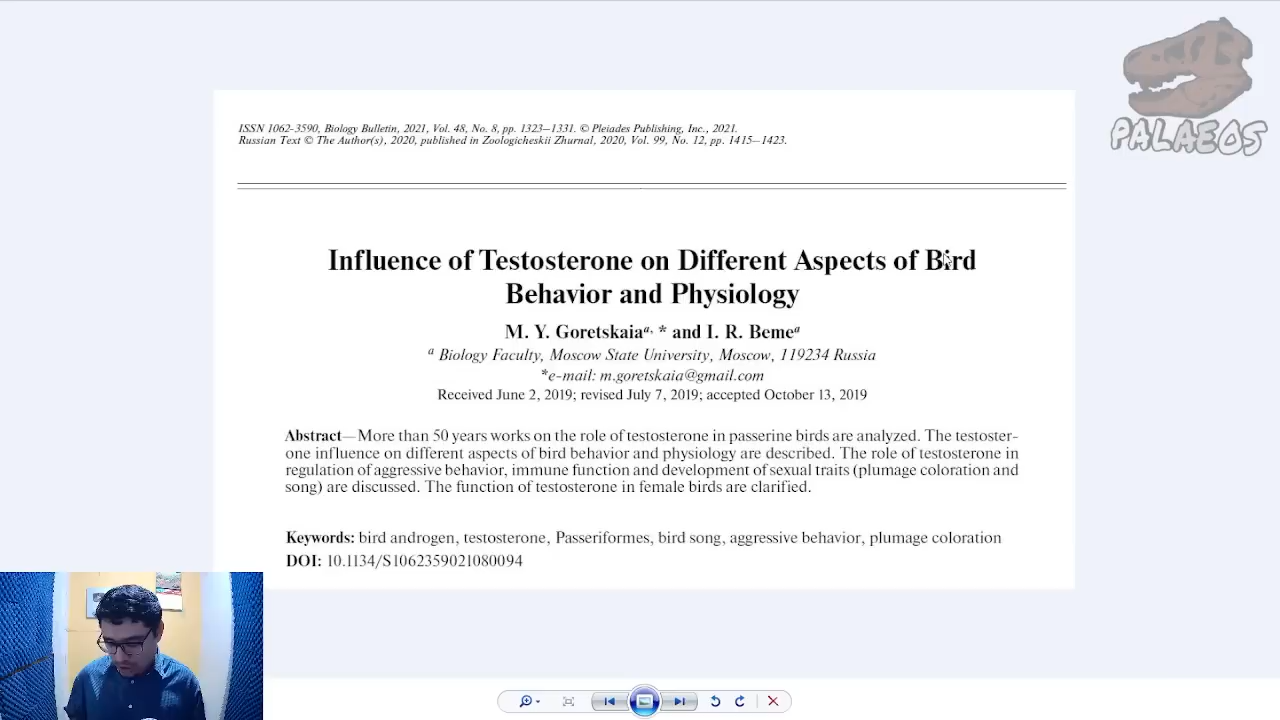 PALAEOS
ISSN 1062-3590, Biology Bulletin, 2021, Vol. 48, No. 8, pp. 1323–1331. © Pleiades Publishing, Inc., 2021.
Russian Text © The Author(s), 2020, published in Zoologicheskii Zhurnal, 2020, Vol. 99, No. 12, pp. 1415–1423.
Influence of Testosterone on Different Aspects of Bird
Behavior and Physiology
M. Y. Goretskaiaa, * and I. R. Bemea
a Biology Faculty, Moscow State University, Moscow, 119234 Russia
*e-mail: m.goretskaia@gmail.com
Received June 2, 2019; revised July 7, 2019; accepted October 13, 2019
Abstract—More than 50 years works on the role of testosterone in passerine birds are analyzed. The testoster-
one influence on different aspects of bird behavior and physiology are described. The role of testosterone in
regulation of aggressive behavior, immune function and development of sexual traits (plumage coloration and
song) are discussed. The function of testosterone in female birds are clarified.
Keywords: bird androgen, testosterone, Passeriformes, bird song, aggressive behavior, plumage coloration
DOI: 10.1134/S1062359021080094